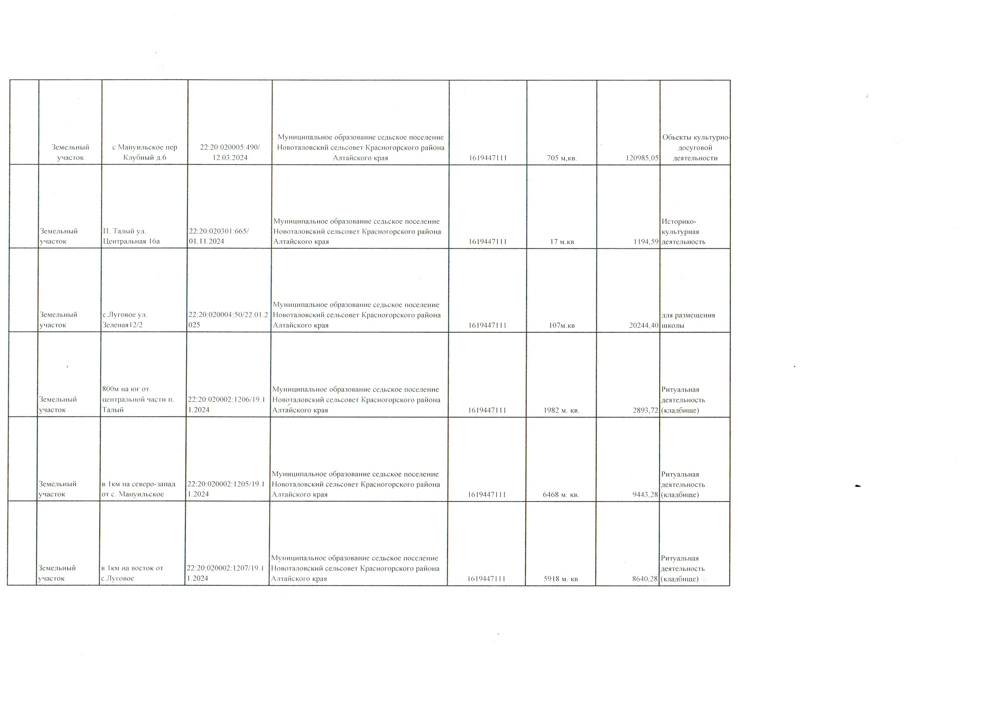 Земельный участок
с Мануильское пер Клубный д.6
22:20:020005:490/ 12.03.2024
Муниципальное образование седьское поселение Новоталовский сельсовет Красногорского района Алтайского края
1619447111
705 м,кв.
120985,05
Обьекты культурно-досуговой деятельности
Земельный участок
П. Талый ул. Центральная 16а
22:20:020301:665/ 01.11.2024
Муниципальное образование седьское поселение Новоталовский сельсовет Красногорского района Алтайского края
1619447111
17 м.кв
1194,59
Историко-культурная деятельность
Земельный участок
с.Луговое ул. Зеленая12/2
22:20:020004:50/22.01.2025
Муниципальное образование седьское поселение Новоталовский сельсовет Красногорского района Алтайского края
1619447111
107м.кв
20244,40
для размещения школы
Земельный участок
800м на юг от центральной части п. Талый
22:20:020002:1206/19.11.2024
Муниципальное образование седьское поселение Новоталовский сельсовет Красногорского района Алтайского края
1619447111
1982 м. кв.
2893,72
Ритуальная деятельность (кладбище)
Земельный участок
в 1км на северо-запад от с. Мануильское
22:20:020002:1205/19.11.2024
Муниципальное образование седьское поселение Новоталовский сельсовет Красногорского района Алтайского края
1619447111
6468 м. кв.
9443,28
Ритуальная деятельность (кладбище)
Земельный участок
в 1км на восток от с.Луговое
22:20:020002:1207/19.11.2024
Муниципальное образование седьское поселение Новоталовский сельсовет Красногорского района Алтайского края
1619447111
5918 м. кв
8640,28
Ритуальная деятельность (кладбище)